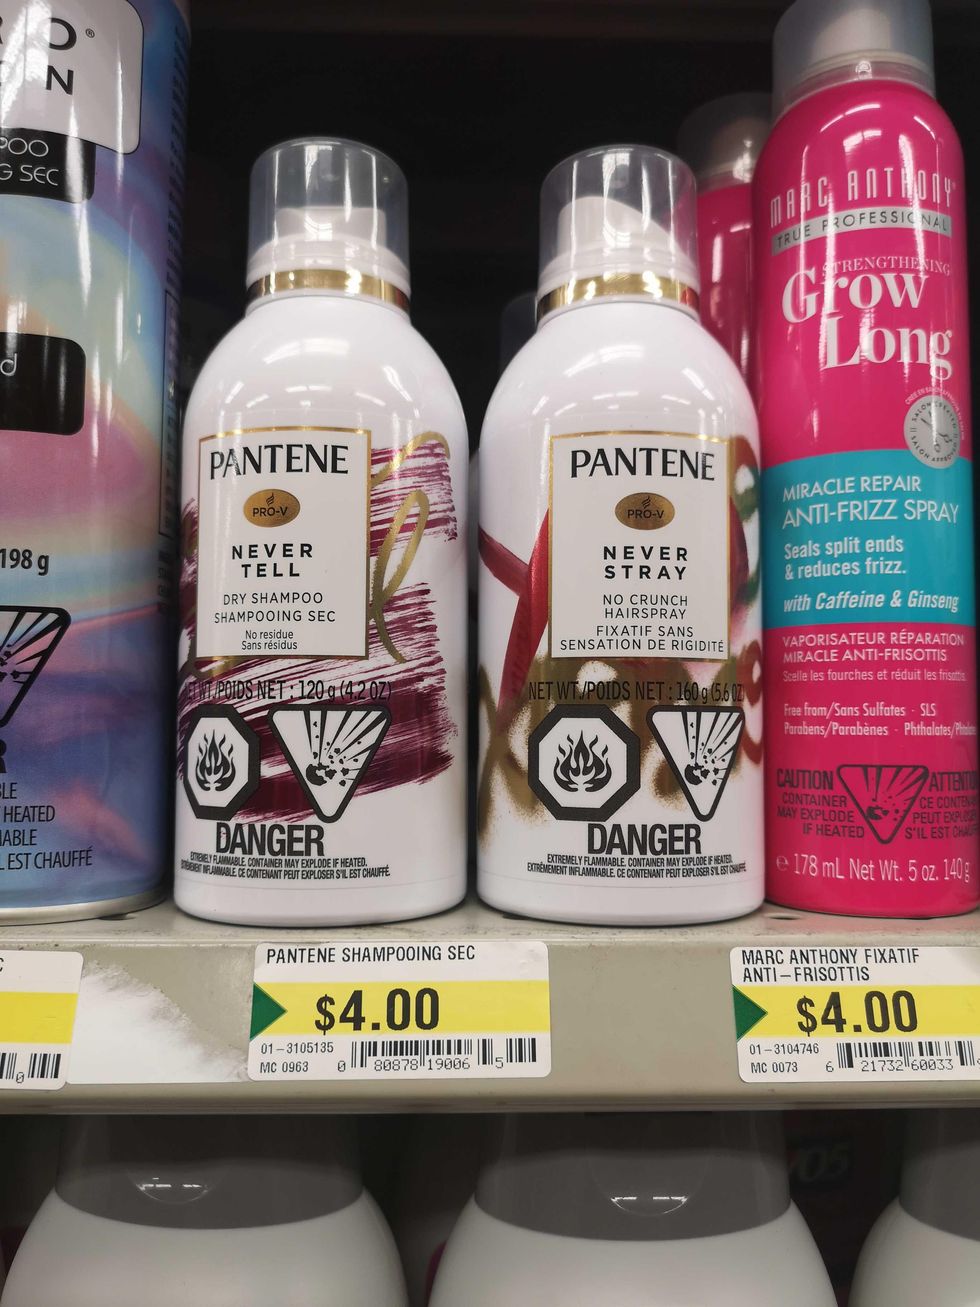 198 g
HEATED
L EST CHAUFFÉ
PANTENE
PRO-V
NEVER
TELL
DRY SHAMPOO
SHAMPOOING SEC
No residue
Sans résidus
NET WT./POIDS NET : 120 g (4.2 OZ)
DANGER
EXTREMELY FLAMMABLE. CONTAINER MAY EXPLODE IF HEATED.
EXTRÊMEMENT INFLAMMABLE. CE CONTENANT PEUT EXPLOSER S'IL EST CHAUFFÉ.
PANTENE
PRO-V
NEVER
STRAY
NO CRUNCH
HAIRSPRAY
FIXATIF SANS
SENSATION DE RIGIDITÉ
NET WT./POIDS NET : 160 g (5.6 OZ)
DANGER
EXTREMELY FLAMMABLE. CONTAINER MAY EXPLODE IF HEATED.
EXTRÊMEMENT INFLAMMABLE. CE CONTENANT PEUT EXPLOSER S'IL EST CHAUFFÉ.
MARC ANTHONY
TRUE PROFESSIONAL
STRENGTHENING
Grow
Long
MIRACLE REPAIR
ANTI-FRIZZ SPRAY
Seals split ends
& reduces frizz.
with Caffeine & Ginseng
VAPORISATEUR RÉPARATION
MIRACLE ANTI-FRISOTTIS
Scelle les fourches et réduit les frisottis
Free from/Sans Sulfates · SLS
Parabens/Parabènes · Phthalates/
CAUTION
CONTAINER
MAY EXPLODE
IF HEATED
ATTENTI
CE CONTEN
PEUT EXPLOS
S'IL EST CHAU
℮ 178 mL Net Wt. 5 oz. 140 g
PANTENE SHAMPOOING SEC
$4.00
01-3105135
MC 0963
0 80878 19006 5
MARC ANTHONY FIXATIF
ANTI-FRISOTTIS
$4.00
01-3104746
MC 0073
6 21732 60033